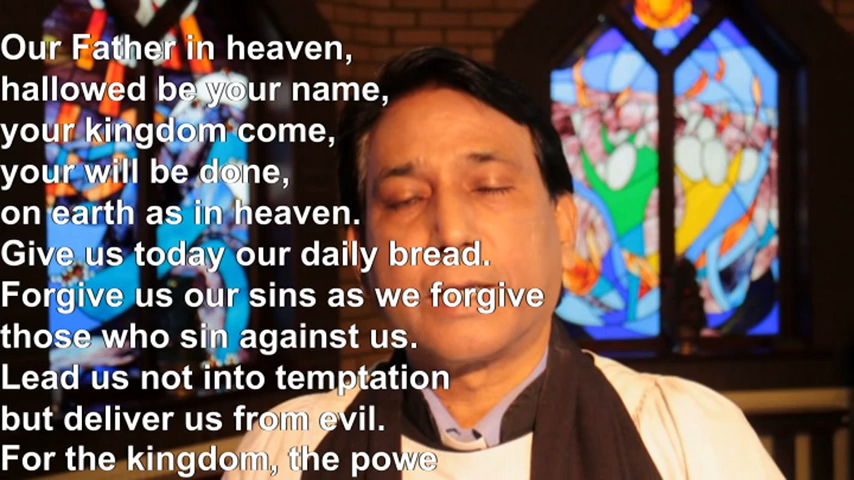 Our Father in heaven,
hallowed be your name,
your kingdom come,
your will be done,
on earth as in heaven.
Give us today our daily bread.
Forgive us our sins as we forgive
those who sin against us.
Lead us not into temptation
but deliver us from evil.
For the kingdom, the powe